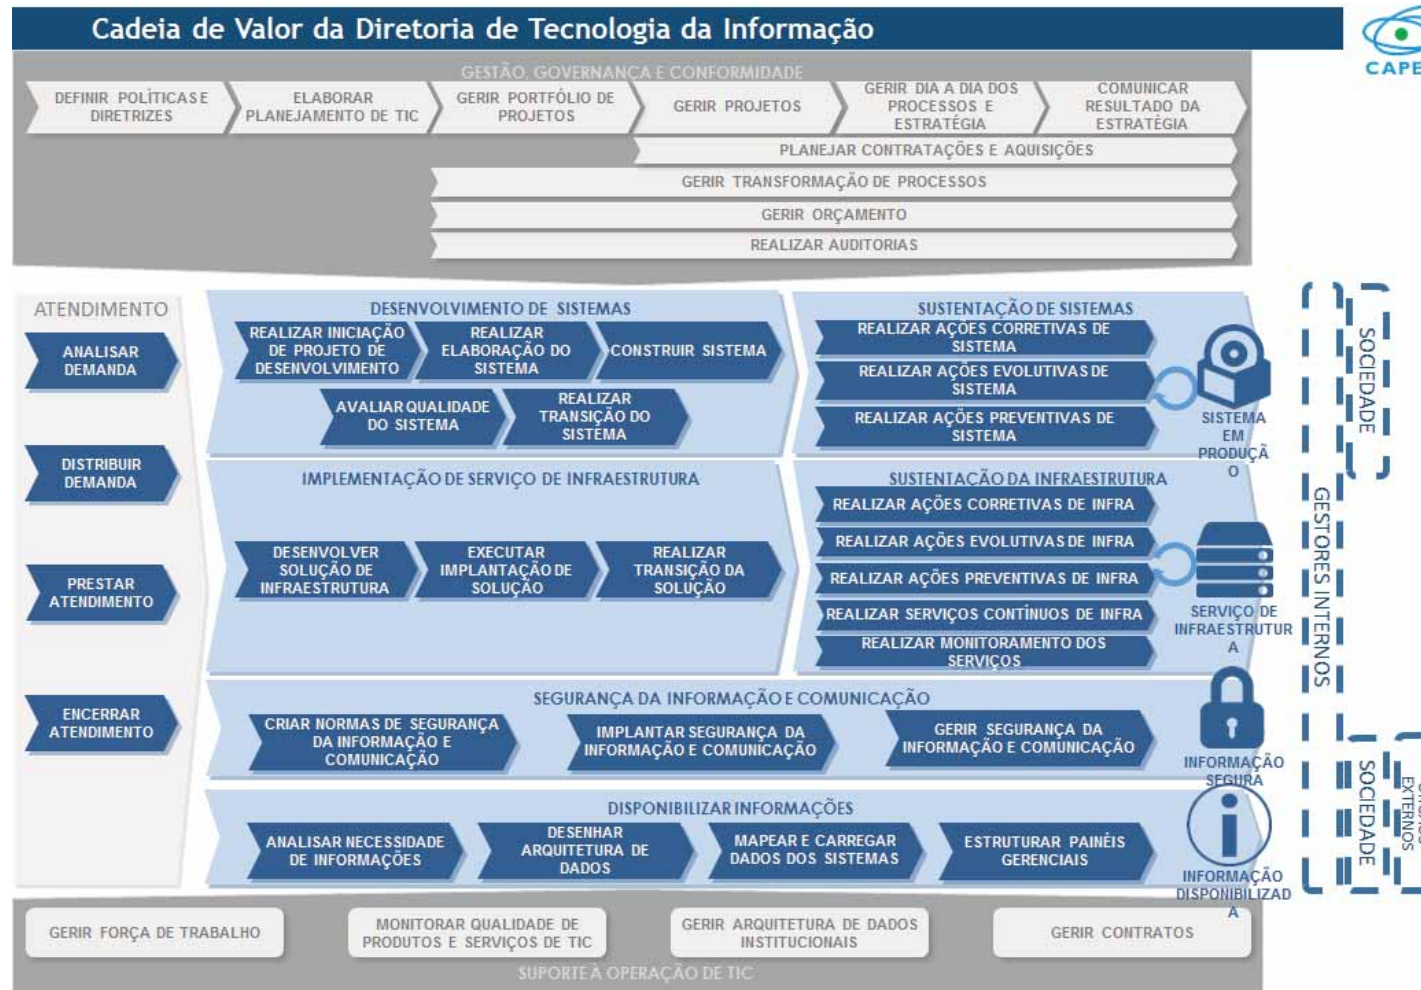 Cadeia de Valor da Diretoria de Tecnologia da Informação
CAPE
GESTÃO, GOVERNANÇA E CONFORMIDADE
DEFINIR POLÍTICAS E
DIRETRIZES
ELABORAR
PLANEJAMENTO DE TIC
GERIR PORTFÓLIO DE
PROJETOS
GERIR PROJETOS
GERIR DIA A DIA DOS
PROCESSOS E
ESTRATÉGIA
COMUNICAR
RESULTADO DA
ESTRATÉGIA
PLANEJAR CONTRATAÇÕES E AQUISIÇÕES
GERIR TRANSFORMAÇÃO DE PROCESSOS
GERIR ORÇAMENTO
REALIZAR AUDITORIAS
ATENDIMENTO
ANALISAR
DEMANDA
DISTRIBUIR
DEMANDA
PRESTAR
ATENDIMENTO
ENCERRAR
ATENDIMENTO
DESENVOLVIMENTO DE SISTEMAS
REALIZAR INICIAÇÃO
DE PROJETO DE
DESENVOLVIMENTO
REALIZAR
ELABORAÇÃO DO
SISTEMA
CONSTRUIR SISTEMA
AVALIAR QUALIDADE
DO SISTEMA
REALIZAR
TRANSIÇÃO DO
SISTEMA
SUSTENTAÇÃO DE SISTEMAS
REALIZAR AÇÕES CORRETIVAS DE
SISTEMA
REALIZAR AÇÕES EVOLUTIVAS DE
SISTEMA
REALIZAR AÇÕES PREVENTIVAS DE
SISTEMA
SISTEMA
EM
PRODUÇÃ
O
IMPLEMENTAÇÃO DE SERVIÇO DE INFRAESTRUTURA
DESENVOLVER
SOLUÇÃO DE
INFRAESTRUTURA
EXECUTAR
IMPLANTAÇÃO DE
SOLUÇÃO
REALIZAR
TRANSIÇÃO DA
SOLUÇÃO
SUSTENTAÇÃO DA INFRAESTRUTURA
REALIZAR AÇÕES CORRETIVAS DE INFRA
REALIZAR AÇÕES EVOLUTIVAS DE INFRA
REALIZAR AÇÕES PREVENTIVAS DE INFRA
REALIZAR SERVIÇOS CONTÍNUOS DE INFRA
REALIZAR MONITORAMENTO DOS
SERVIÇOS
SERVIÇO DE
INFRAESTRUTUR
A
SEGURANÇA DA INFORMAÇÃO E COMUNICAÇÃO
CRIAR NORMAS DE SEGURANÇA
DA INFORMAÇÃO E
COMUNICAÇÃO
IMPLANTAR SEGURANÇA DA
INFORMAÇÃO E COMUNICAÇÃO
GERIR SEGURANÇA DA
INFORMAÇÃO E COMUNICAÇÃO
INFORMAÇÃO
SEGURA
DISPONIBILIZAR INFORMAÇÕES
ANALISAR NECESSIDADE
DE INFORMAÇÕES
DESENHAR
ARQUITETURA DE
DADOS
MAPEAR E CARREGAR
DADOS DOS SISTEMAS
ESTRUTURAR PAINÉIS
GERENCIAIS
INFORMAÇÃO
DISPONIBILIZAD
A
GESTORES INTERNOS
SOCIEDADE
SOCIEDADE
EXTERNOS
GERIR FORÇA DE TRABALHO
MONITORAR QUALIDADE DE
PRODUTOS E SERVIÇOS DE TIC
GERIR ARQUITETURA DE DADOS
INSTITUCIONAIS
GERIR CONTRATOS
SUPORTE À OPERAÇÃO DE TIC